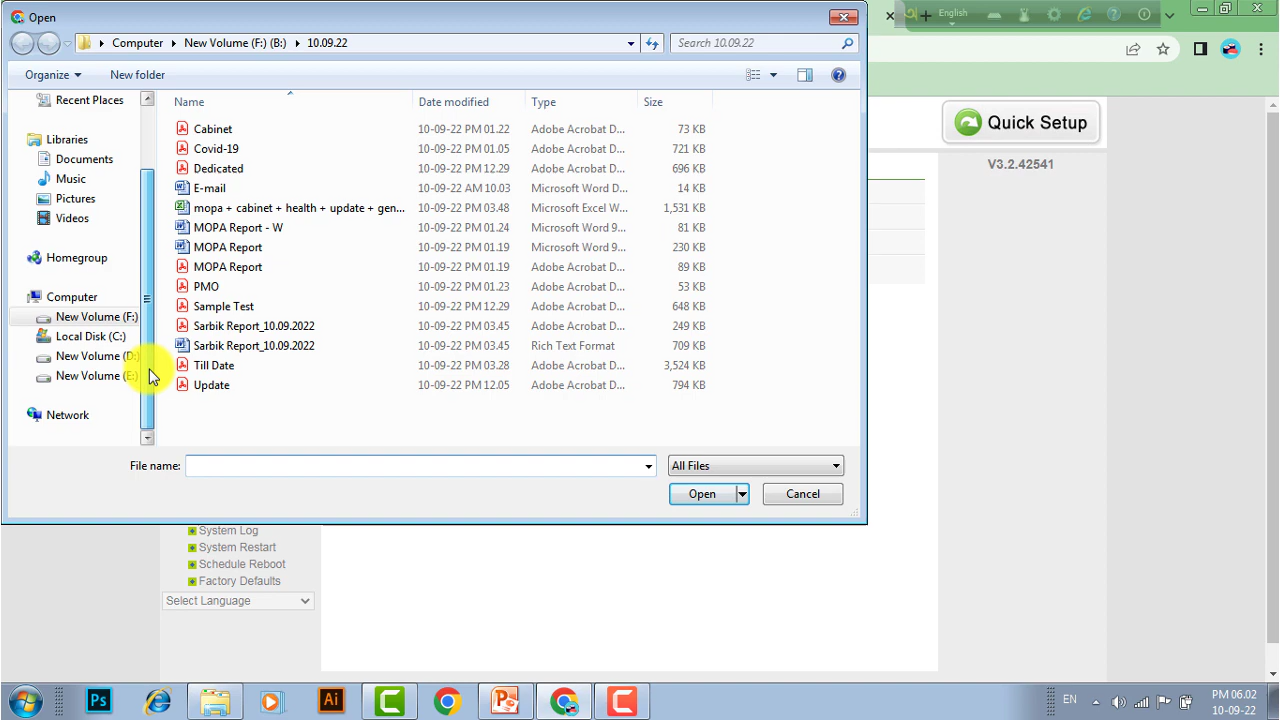 Open
English
Computer
New Volume (F:) (B:)
10.09.22
Search 10.09.22
Organize
New folder
Name
Date modified
Type
Size
Recent Places
Libraries
Documents
Music
Pictures
Videos
Homegroup
Computer
New Volume (F:)
Local Disk (C:)
New Volume (D:)
New Volume (E:)
Network
Cabinet 10-09-22 PM 01.22 Adobe Acrobat D... 73 KB
Covid-19 10-09-22 PM 01.05 Adobe Acrobat D... 721 KB
Dedicated 10-09-22 PM 12.29 Adobe Acrobat D... 696 KB
E-mail 10-09-22 AM 10.03 Microsoft Word D... 14 KB
mopa + cabinet + health + update + gen... 10-09-22 PM 03.48 Microsoft Excel W... 1,531 KB
MOPA Report - W 10-09-22 PM 01.24 Microsoft Word 9... 81 KB
MOPA Report 10-09-22 PM 01.19 Microsoft Word 9... 230 KB
MOPA Report 10-09-22 PM 01.19 Adobe Acrobat D... 89 KB
PMO 10-09-22 PM 01.23 Adobe Acrobat D... 53 KB
Sample Test 10-09-22 PM 12.29 Adobe Acrobat D... 648 KB
Sarbik Report_10.09.2022 10-09-22 PM 03.45 Adobe Acrobat D... 249 KB
Sarbik Report_10.09.2022 10-09-22 PM 03.45 Rich Text Format 709 KB
Till Date 10-09-22 PM 03.28 Adobe Acrobat D... 3,524 KB
Update 10-09-22 PM 12.05 Adobe Acrobat D... 794 KB
File name:
All Files
Open
Cancel
Quick Setup
V3.2.42541
System Log
System Restart
Schedule Reboot
Factory Defaults
Select Language
Ps
Ai
EN
PM 06.02
10-09-22